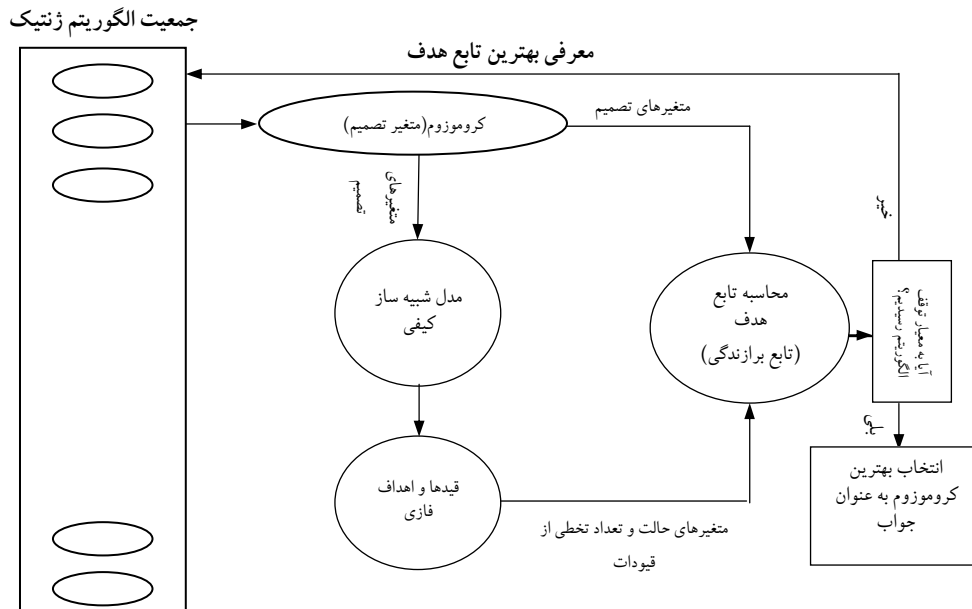 جمعیت الگوریتم ژنتیک
معرفی بهترین تابع هدف
کروموزوم(متغیر تصمیم)
متغیرهای تصمیم
متغیرهای
تصمیم
مدل شبیه ساز
کیفی
قیدها و اهداف
فازی
متغیرهای حالت و تعداد تخطی از
قیودات
محاسبه تابع
هدف
(تابع برازندگی)
خیر
آیا به معیار توقف
الگوریتم رسیدیم؟
بلی
انتخاب بهترین
کروموزوم به عنوان
جواب